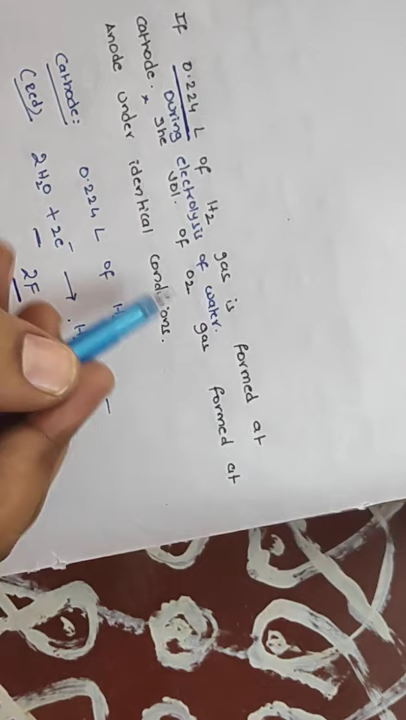 If 0.224 L of H2 gas is formed at
cathode. During electrolysis of water.
* The vol. of O2 gas formed at
Anode under identical conditions.
Cathode: 0.224 L of H
(Red) 2H2O + 2e- → H
2F